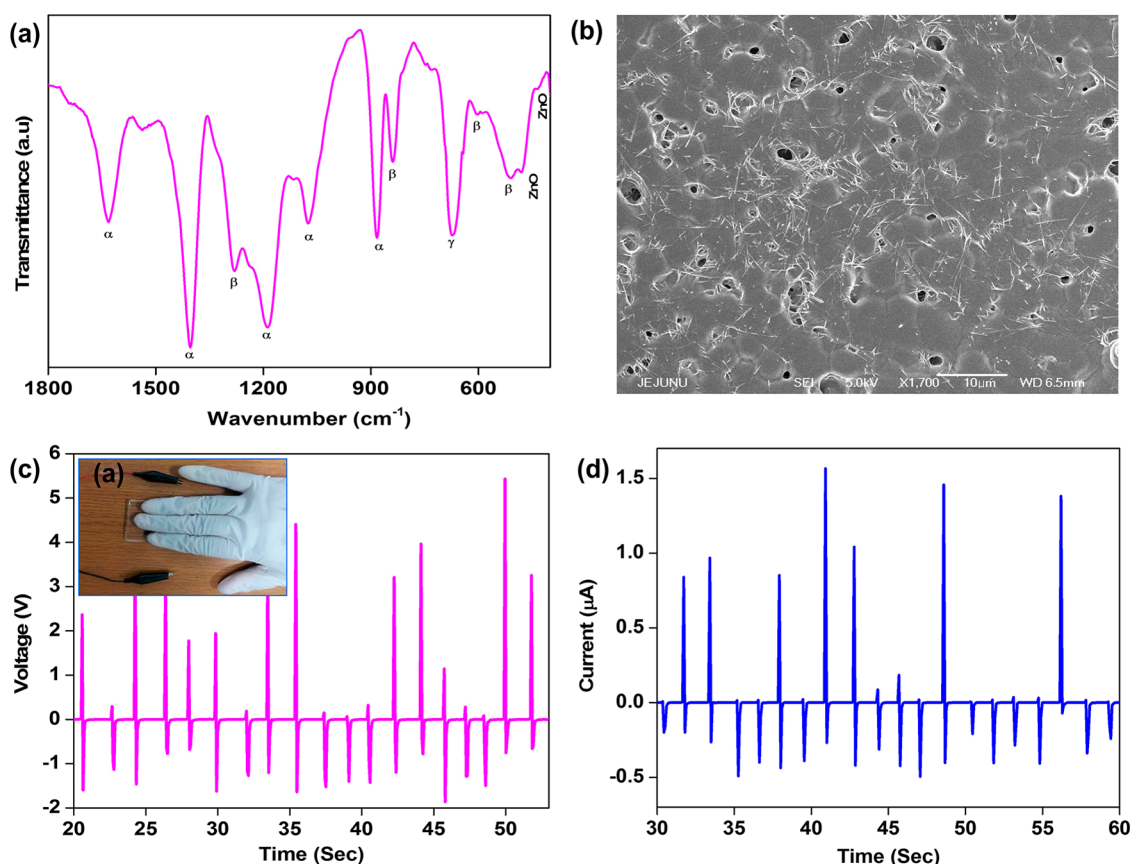 (a)
Transmittance (a.u)
α
α
β
α
α
α
β
γ
β
β
ZnO
ZnO
1800 1500 1200 900 600
Wavenumber (cm-1)
(b)
JEJUNU SEI 5.0kV X1,700 10μm WD 6.5mm
(c)
(a)
Voltage (V)
6
5
4
3
2
1
0
-1
-2
20 25 30 35 40 45 50
Time (Sec)
(d)
Current (μA)
1.5
1.0
0.5
0.0
-0.5
30 35 40 45 50 55 60
Time (Sec)